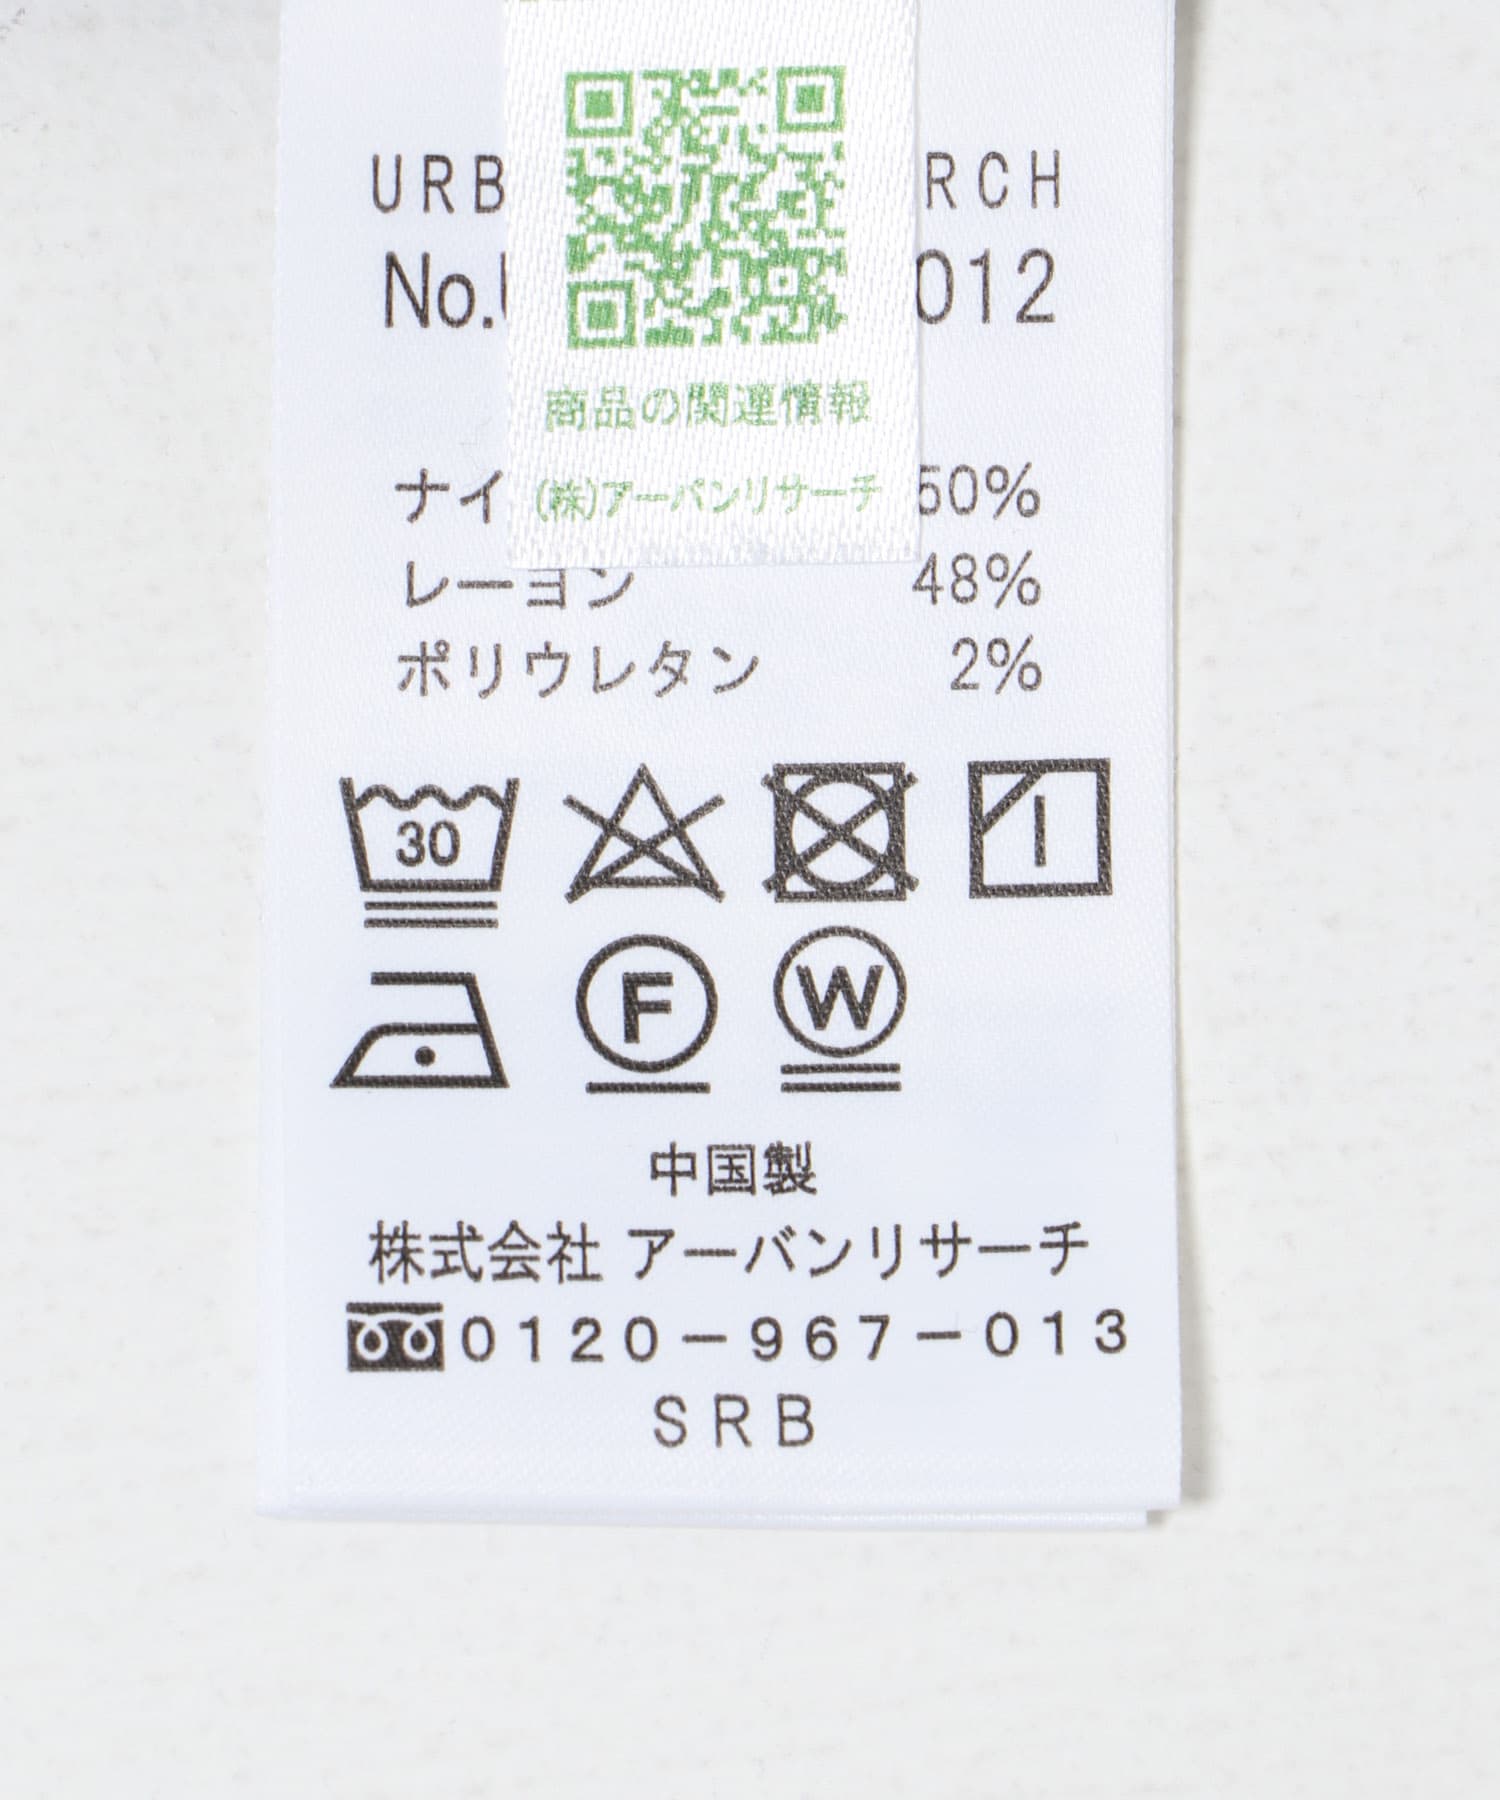 URB RCH
No. 012
商品の関連情報
(株)アーバンリサーチ
ナイ 50%
レーヨン 48%
ポリウレタン 2%
30
F W
中国製
株式会社 アーバンリサーチ
0120-967-013
SRB